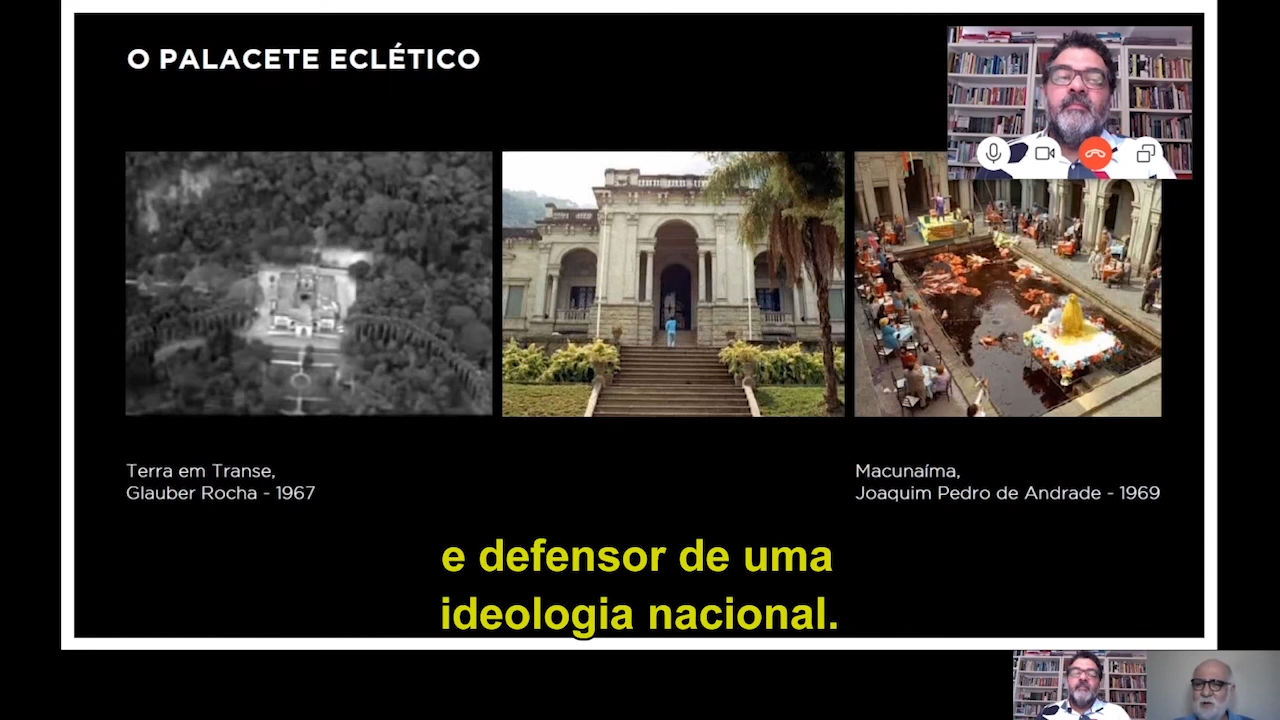 O PALACETE ECLÉTICO
Terra em Transe,
Glauber Rocha - 1967
Macunaíma,
Joaquim Pedro de Andrade - 1969
e defensor de uma
ideologia nacional.